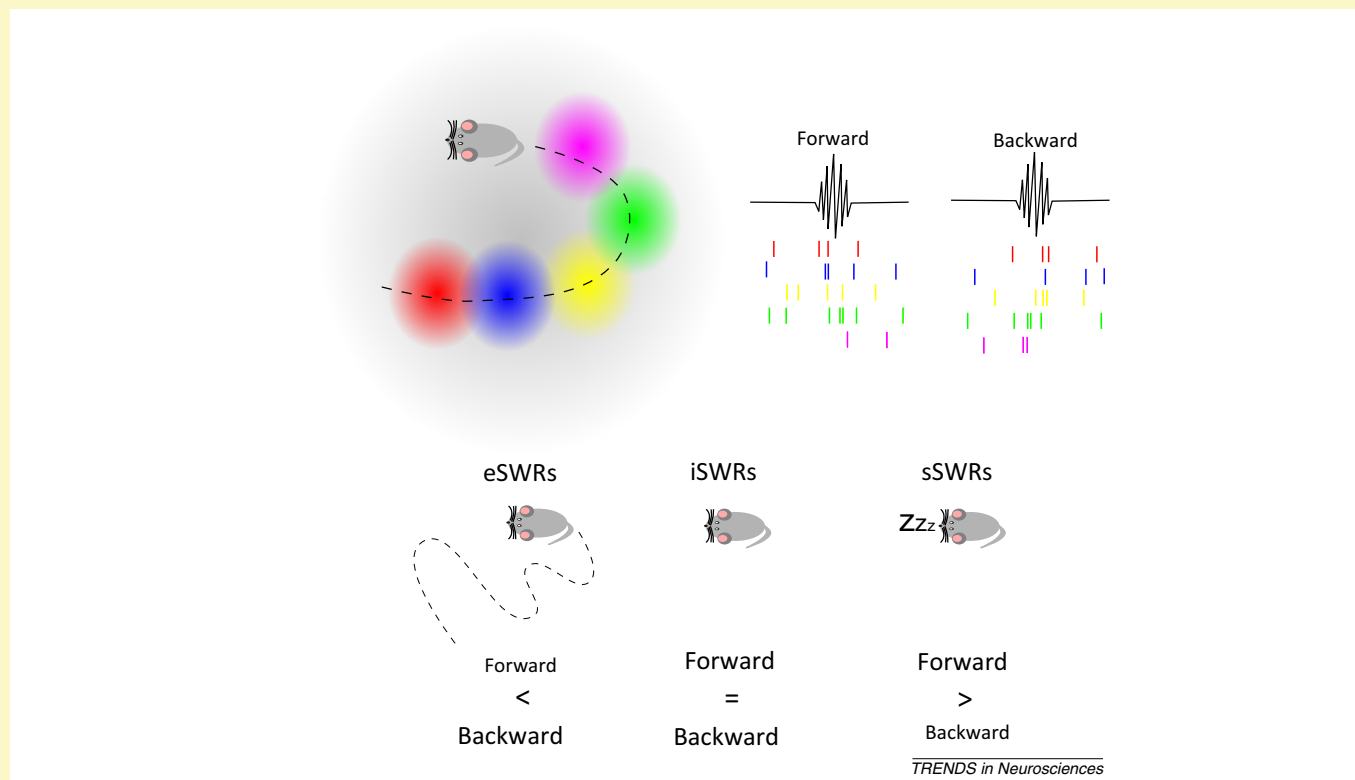 Forward
Backward
eSWRs
iSWRs
sSWRs
Zzz
Forward
<
Backward
Forward
=
Backward
Forward
>
Backward
TRENDS in Neurosciences